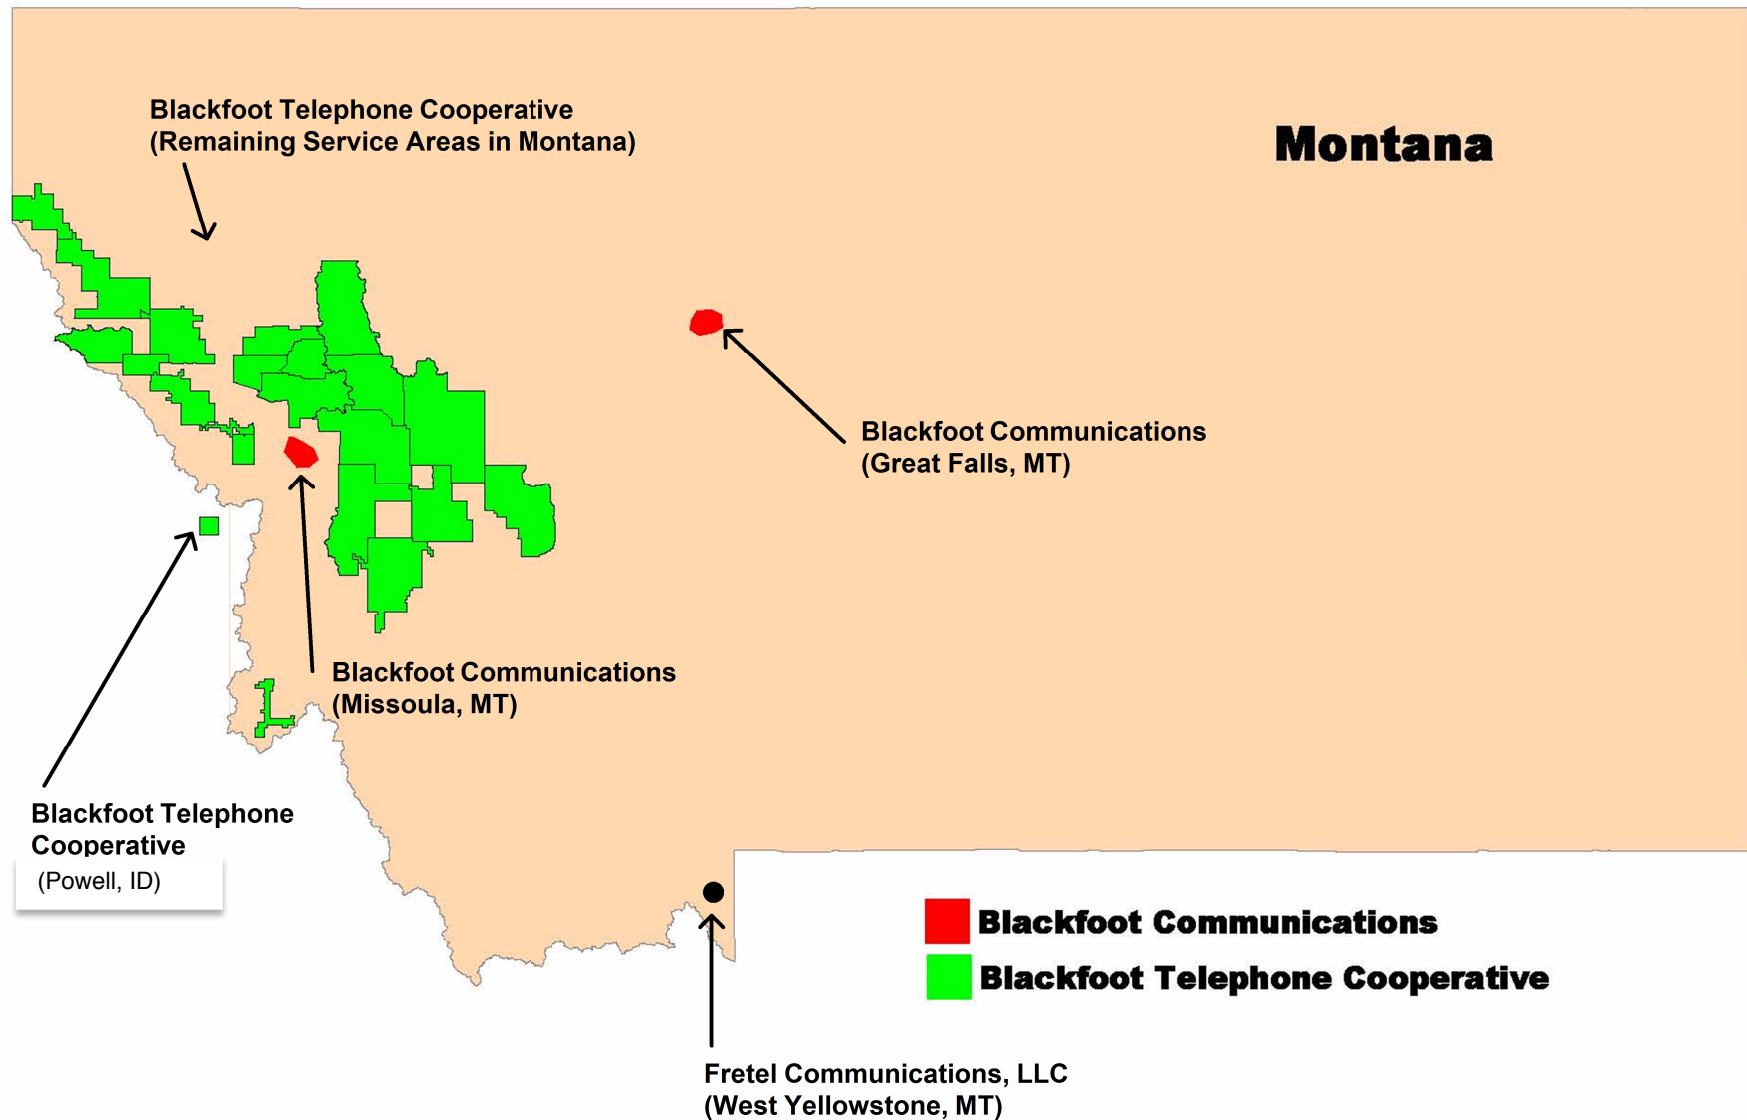 Blackfoot Telephone Cooperative
(Remaining Service Areas in Montana)
Montana
Blackfoot Communications
(Great Falls, MT)
Blackfoot Communications
(Missoula, MT)
Blackfoot Telephone
Cooperative
(Powell, ID)
Blackfoot Communications
Blackfoot Telephone Cooperative
Fretel Communications, LLC
(West Yellowstone, MT)